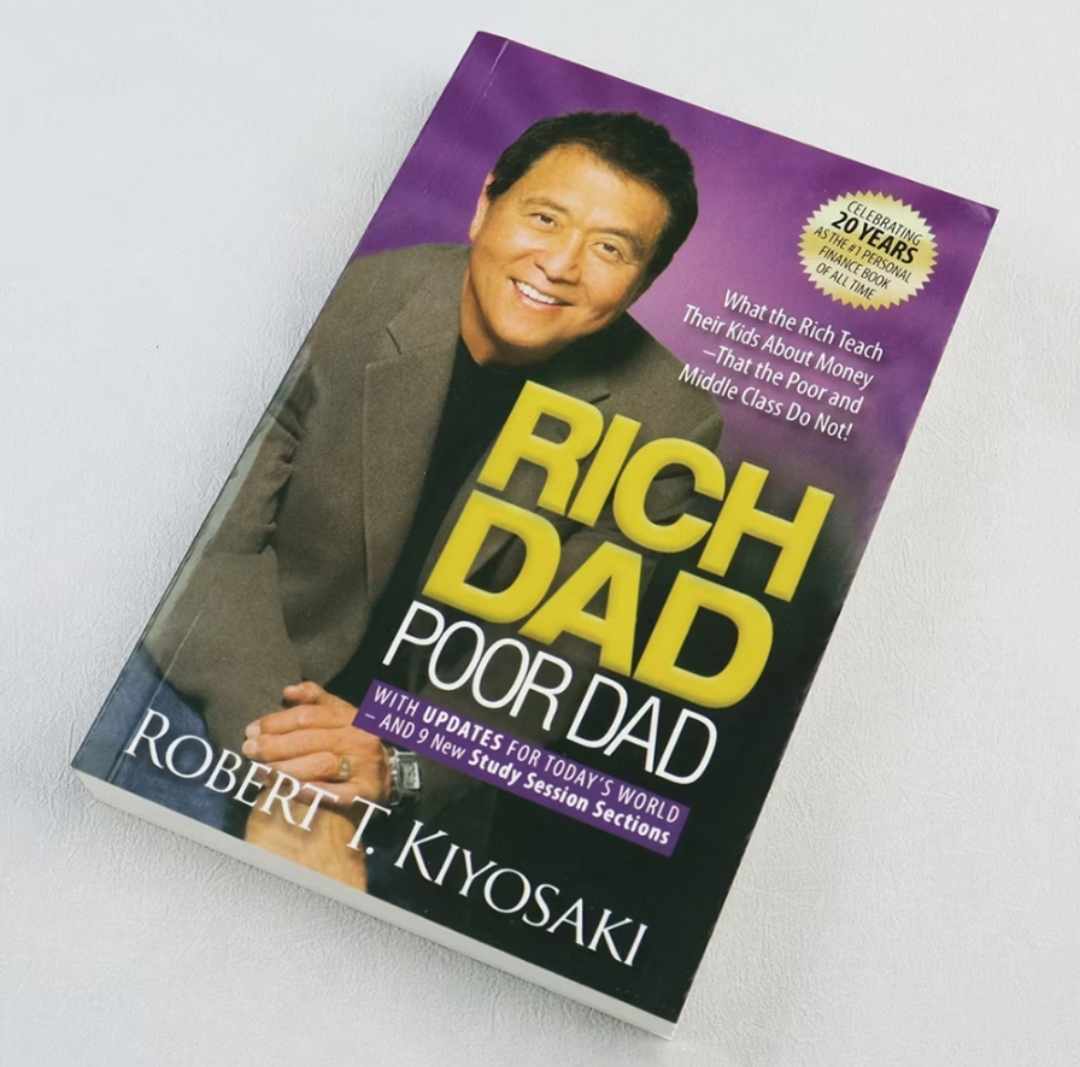 CELEBRATING
20 YEARS
AS THE #1 PERSONAL
FINANCE BOOK
OF ALL TIME
What the Rich Teach
Their Kids About Money
–That the Poor and
Middle Class Do Not!
RICH
DAD
POOR DAD
WITH UPDATES FOR TODAY'S WORLD
– AND 9 New Study Session Sections
ROBERT T. KIYOSAKI